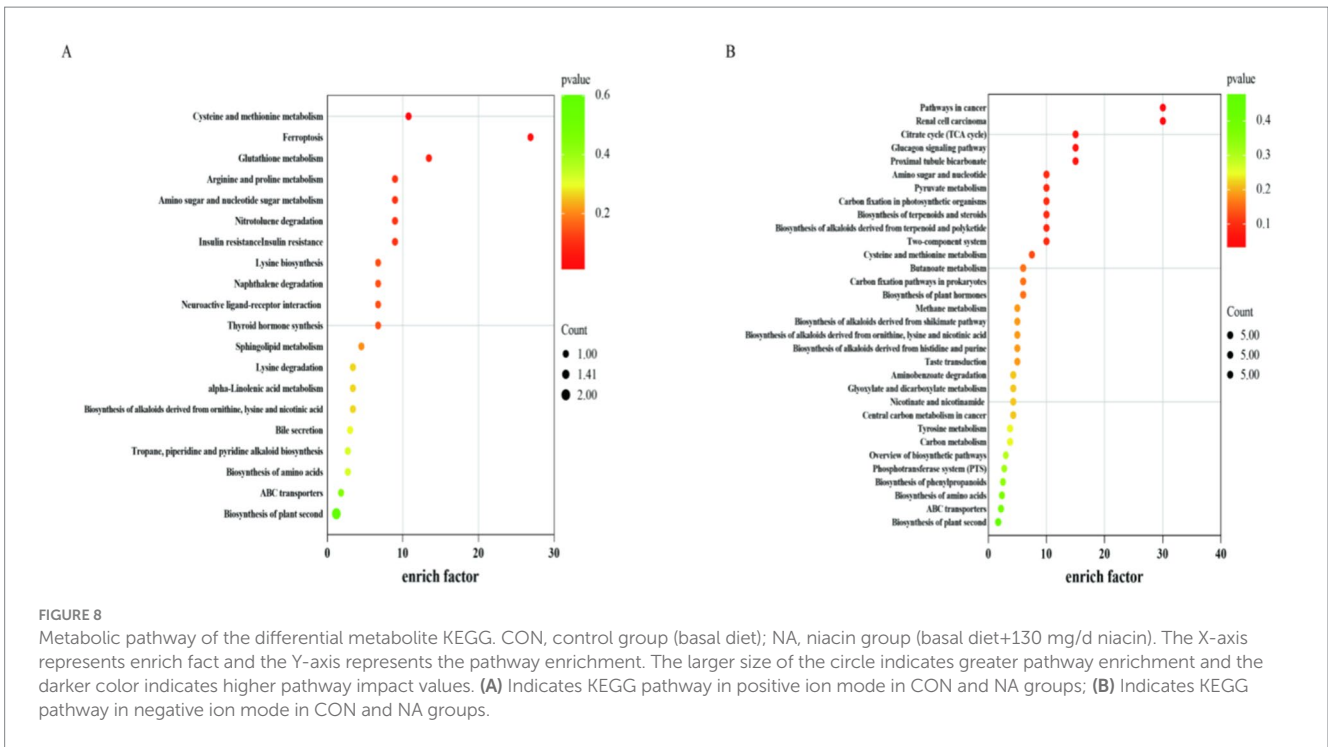 A
Cysteine and methionine metabolism
Ferroptosis
Glutathione metabolism
Arginine and proline metabolism
Amino sugar and nucleotide sugar metabolism
Nitrotoluene degradation
Insulin resistanceInsulin resistance
Lysine biosynthesis
Naphthalene degradation
Neuroactive ligand-receptor interaction
Thyroid hormone synthesis
Sphingolipid metabolism
Lysine degradation
alpha-Linolenic acid metabolism
Biosynthesis of alkaloids derived from ornithine, lysine and nicotinic acid
Bile secretion
Tropane, piperidine and pyridine alkaloid biosynthesis
Biosynthesis of amino acids
ABC transporters
Biosynthesis of plant second
0 10 20 30
enrich factor
pvalue
0.6
0.4
0.2
Count
1.00
1.41
2.00
B
Pathways in cancer
Renal cell carcinoma
Citrate cycle (TCA cycle)
Glucagon signaling pathway
Proximal tubule bicarbonate
Amino sugar and nucleotide
Pyruvate metabolism
Carbon fixation in photosynthetic organisms
Biosynthesis of terpenoids and steroids
Biosynthesis of alkaloids derived from terpenoid and polyketide
Two-component system
Cysteine and methionine metabolism
Butanoate metabolism
Carbon fixation pathways in prokaryotes
Biosynthesis of plant hormones
Methane metabolism
Biosynthesis of alkaloids derived from shikimate pathway
Biosynthesis of alkaloids derived from ornithine, lysine and nicotinic acid
Biosynthesis of alkaloids derived from histidine and purine
Taste transduction
Aminobenzoate degradation
Glyoxylate and dicarboxylate metabolism
Nicotinate and nicotinamide
Central carbon metabolism in cancer
Tyrosine metabolism
Carbon metabolism
Overview of biosynthetic pathways
Phosphotransferase system (PTS)
Biosynthesis of phenylpropanoids
Biosynthesis of amino acids
ABC transporters
Biosynthesis of plant second
0 10 20 30 40
enrich factor
pvalue
0.4
0.3
0.2
0.1
Count
5.00
5.00
5.00
FIGURE 8
Metabolic pathway of the differential metabolite KEGG. CON, control group (basal diet); NA, niacin group (basal diet+130 mg/d niacin). The X-axis
represents enrich fact and the Y-axis represents the pathway enrichment. The larger size of the circle indicates greater pathway enrichment and the
darker color indicates higher pathway impact values. (A) Indicates KEGG pathway in positive ion mode in CON and NA groups; (B) Indicates KEGG
pathway in negative ion mode in CON and NA groups.